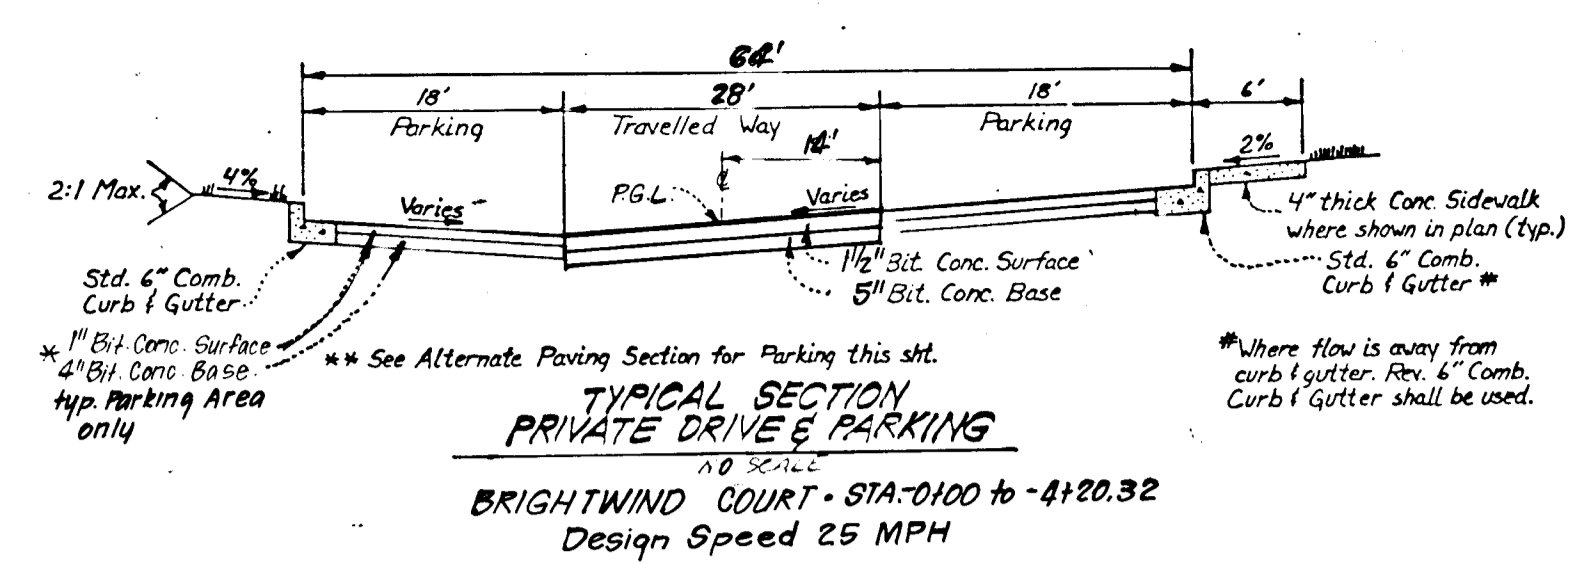 64'
18'
28'
18'
6'
Parking
Travelled Way
Parking
14'
2%
2:1 Max.
4%
℄
P.G.L.
Varies
Varies
4" thick Conc. Sidewalk
where shown in plan (typ.)
1 1/2" Bit. Conc. Surface
5" Bit. Conc. Base
Std. 6" Comb.
Curb & Gutter #
Std. 6" Comb.
Curb & Gutter
* 1" Bit. Conc. Surface
4" Bit. Conc. Base
typ. Parking Area
only
** See Alternate Paving Section for Parking this sht.
#Where flow is away from
curb & gutter. Rev. 6" Comb.
Curb & Gutter shall be used.
TYPICAL SECTION
PRIVATE DRIVE & PARKING
NO SCALE
BRIGHTWIND COURT • STA.-0+00 to -4+20.32
Design Speed 25 MPH